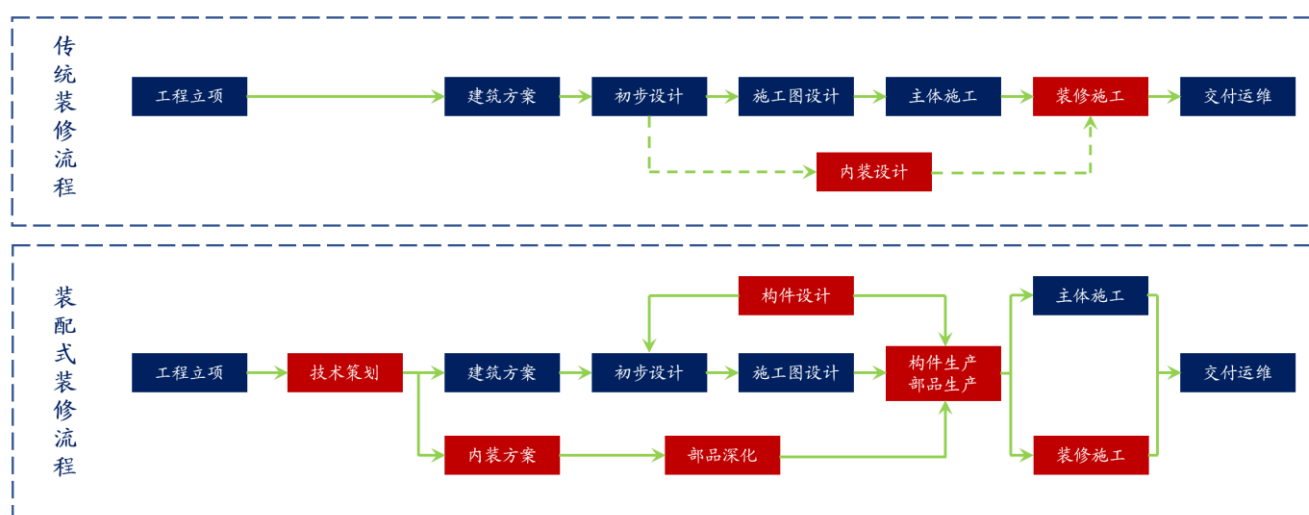 传统装修流程
工程立项
建筑方案
初步设计
施工图设计
主体施工
装修施工
交付运维
内装设计
装配式装修流程
构件设计
主体施工
工程立项
技术策划
建筑方案
初步设计
施工图设计
构件生产
部品生产
交付运维
内装方案
部品深化
装修施工